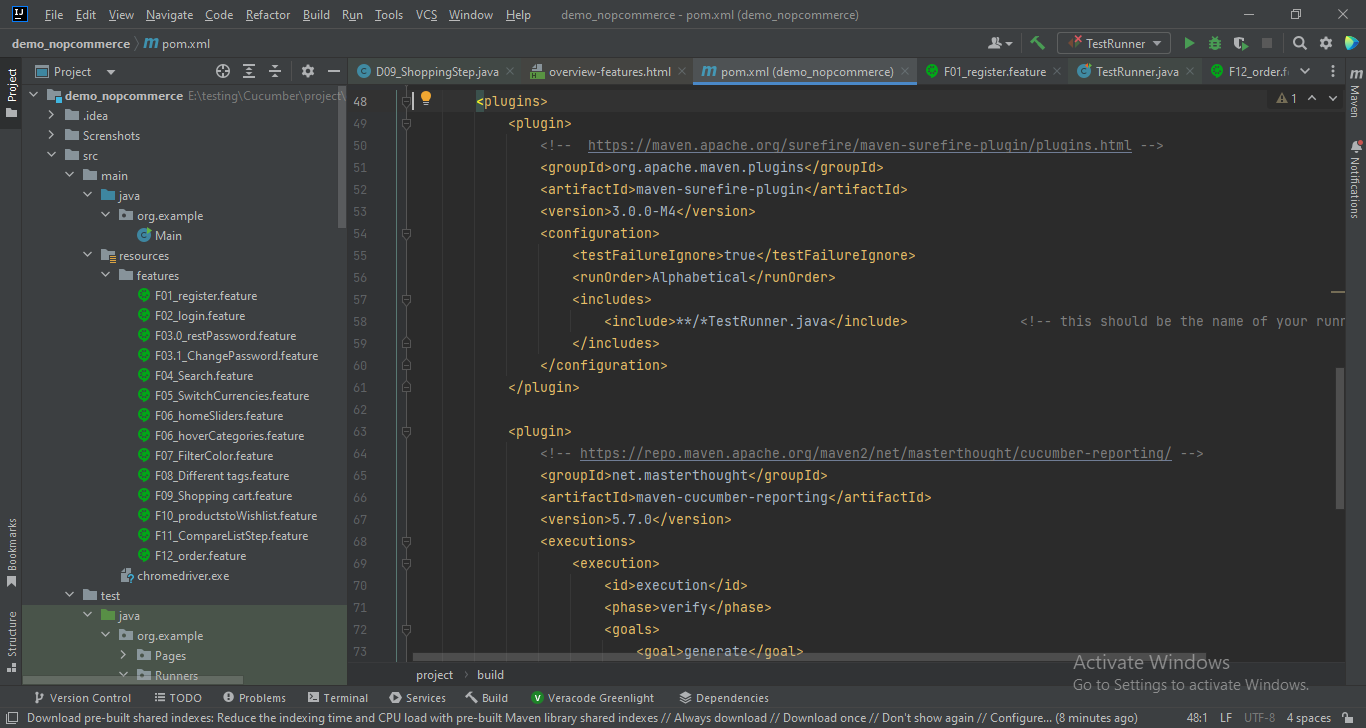 File Edit View Navigate Code Refactor Build Run Tools VCS Window Help demo_nopcommerce - pom.xml (demo_nopcommerce)
demo_nopcommerce m pom.xml TestRunner
Project D09_ShoppingStep.java overview-features.html pom.xml (demo_nopcommerce) F01_register.feature TestRunner.java F12_order.f
demo_nopcommerce E:\testing\Cucumber\project\
.idea
Screnshots
src
main
java
org.example
Main
resources
features
F01_register.feature
F02_login.feature
F03.0_restPassword.feature
F03.1_ChangePassword.feature
F04_Search.feature
F05_SwitchCurrencies.feature
F06_homeSliders.feature
F06_hoverCategories.feature
F07_FilterColor.feature
F08_Different tags.feature
F09_Shopping cart.feature
F10_productstoWishlist.feature
F11_CompareListStep.feature
F12_order.feature
chromedriver.exe
test
java
org.example
Pages
Runners
48 <plugins>
49 <plugin>
50 <!-- https://maven.apache.org/surefire/maven-surefire-plugin/plugins.html -->
51 <groupId>org.apache.maven.plugins</groupId>
52 <artifactId>maven-surefire-plugin</artifactId>
53 <version>3.0.0-M4</version>
54 <configuration>
55 <testFailureIgnore>true</testFailureIgnore>
56 <runOrder>Alphabetical</runOrder>
57 <includes>
58 <include>**/*TestRunner.java</include> <!-- this should be the name of your runn
59 </includes>
60 </configuration>
61 </plugin>
62
63 <plugin>
64 <!-- https://repo.maven.apache.org/maven2/net/masterthought/cucumber-reporting/ -->
65 <groupId>net.masterthought</groupId>
66 <artifactId>maven-cucumber-reporting</artifactId>
67 <version>5.7.0</version>
68 <executions>
69 <execution>
70 <id>execution</id>
71 <phase>verify</phase>
72 <goals>
73 <goal>generate</goal>
1
Project
Bookmarks
Structure
m Maven
Notifications
project build
Activate Windows
Go to Settings to activate Windows.
Version Control TODO Problems Terminal Services Build Veracode Greenlight Dependencies
Download pre-built shared indexes: Reduce the indexing time and CPU load with pre-built Maven library shared indexes // Always download // Download once // Don't show again // Configure... (8 minutes ago) 48:1 LF UTF-8 4 spaces